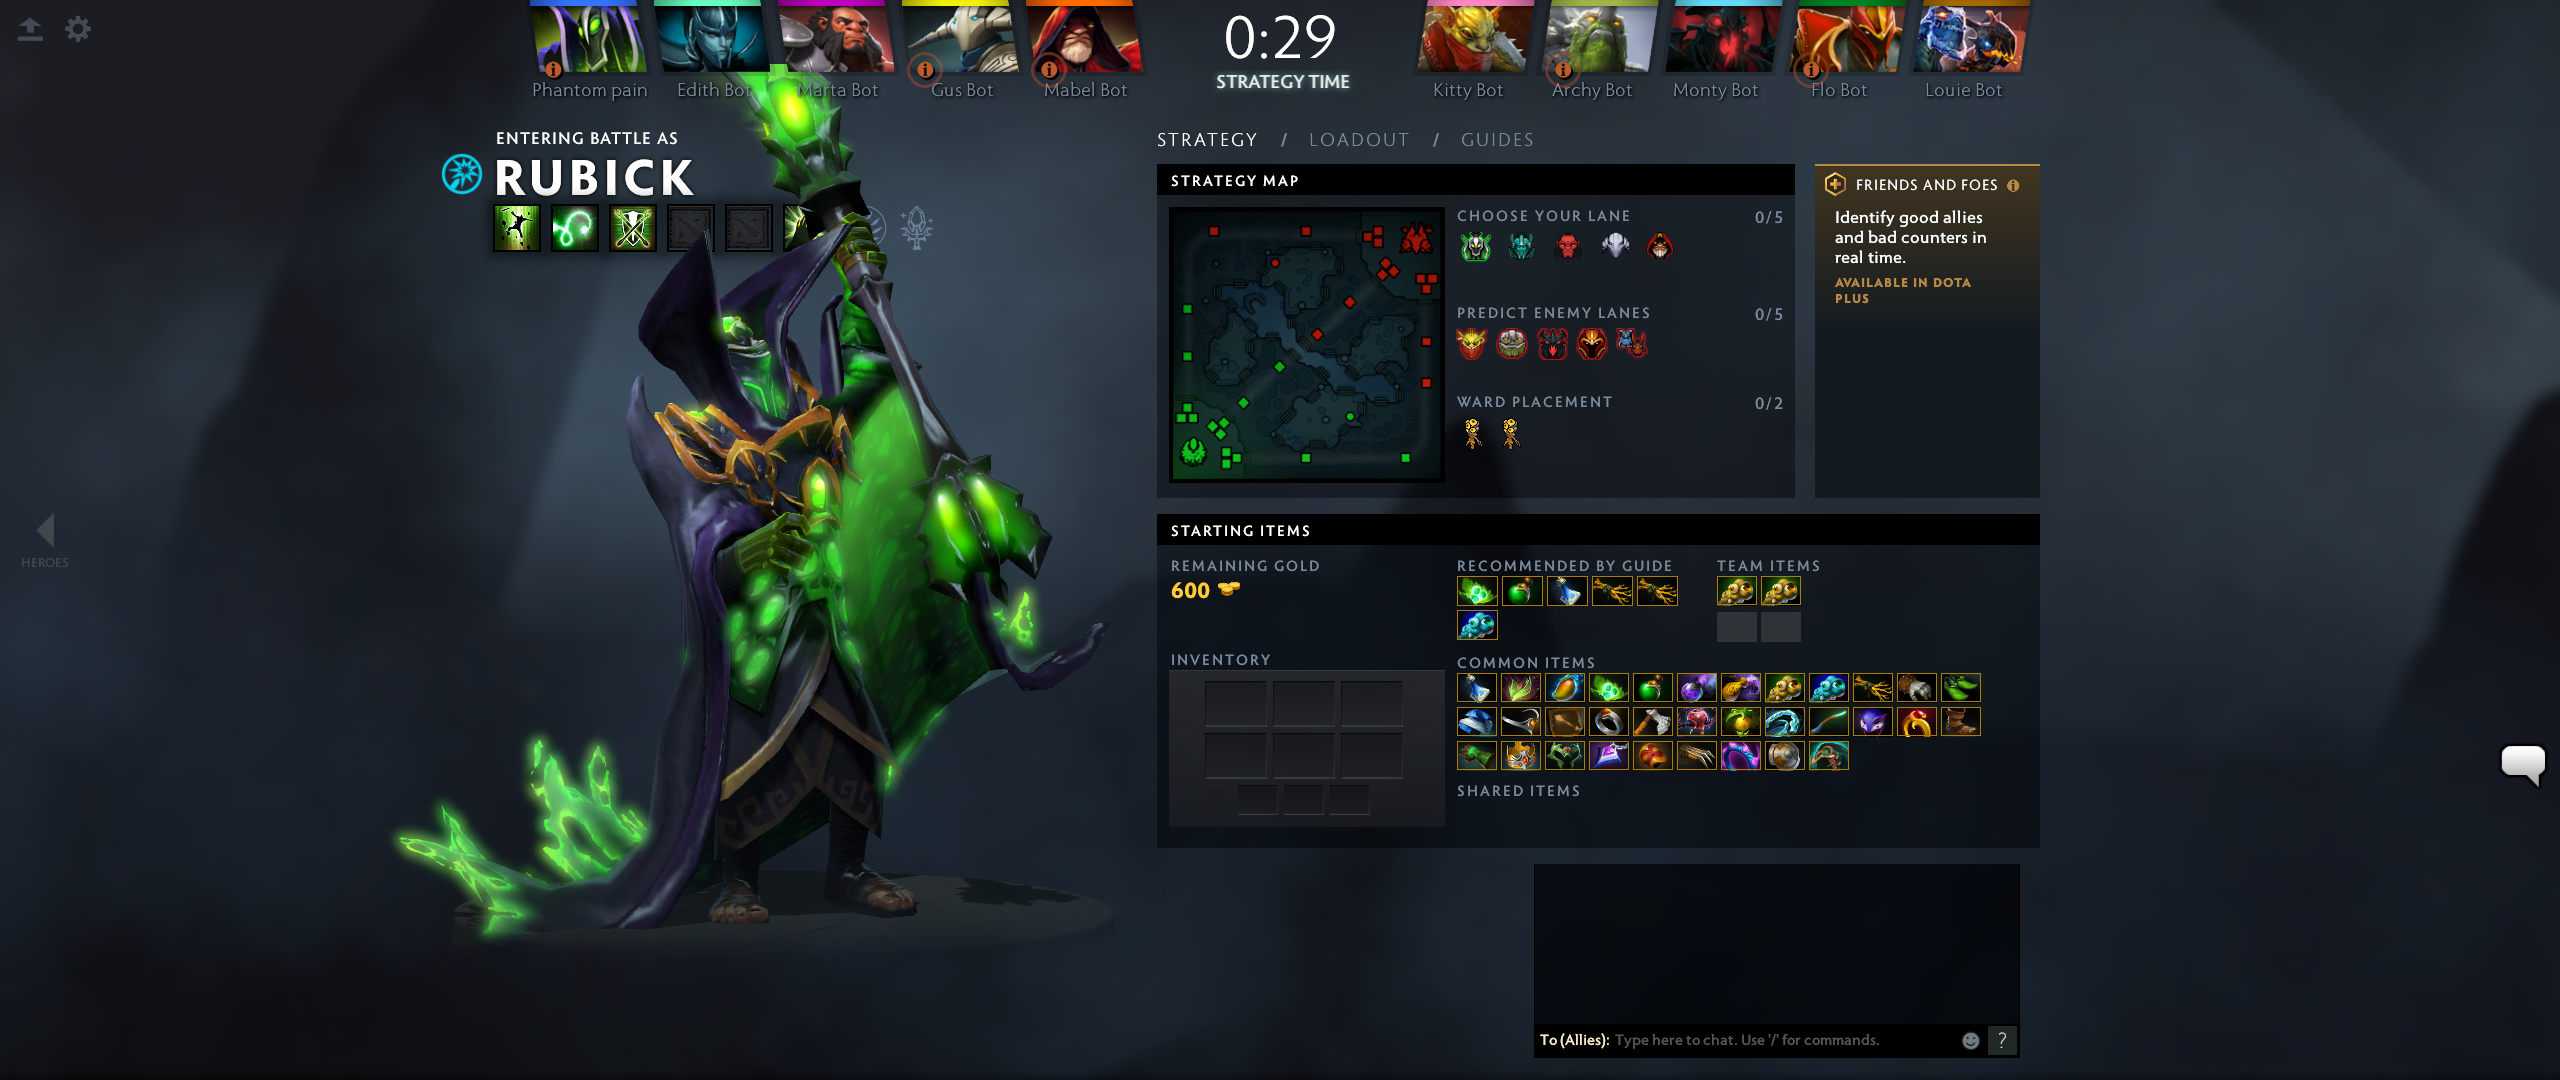 0:29
STRATEGY TIME
Phantom pain
Edith Bot
Marta Bot
Gus Bot
Mabel Bot
Kitty Bot
Archy Bot
Monty Bot
Flo Bot
Louie Bot
ENTERING BATTLE AS
RUBICK
HEROES
STRATEGY / LOADOUT / GUIDES
STRATEGY MAP
CHOOSE YOUR LANE 0/5
PREDICT ENEMY LANES 0/5
WARD PLACEMENT 0/2
FRIENDS AND FOES
Identify good allies
and bad counters in
real time.
AVAILABLE IN DOTA
PLUS
STARTING ITEMS
REMAINING GOLD
600
RECOMMENDED BY GUIDE
TEAM ITEMS
INVENTORY
COMMON ITEMS
SHARED ITEMS
To (Allies): Type here to chat. Use '/' for commands.
?